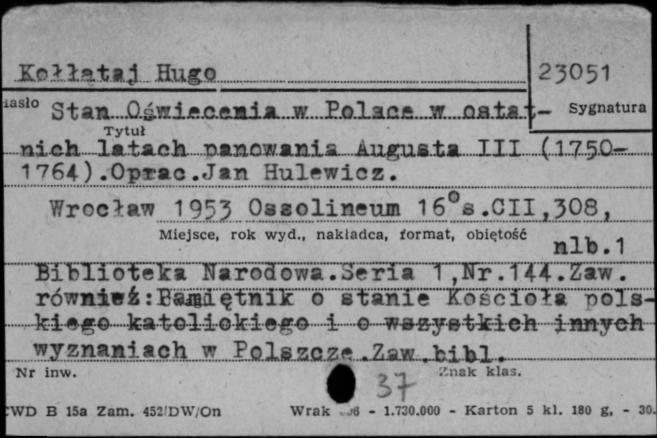 Kołłątaj Hugo
23051
Hasło
Stan Oświecenia w Polsce w ostat-
Sygnatura
Tytuł
nich latach panowania Augusta III (1750-
1764).Oprac.Jan Hulewicz.
Wrocław 1953 Ossolineum 16°s.CII,308,
Miejsce, rok wyd., nakładca, format, objętość
nlb.1
Biblioteka Narodowa.Seria 1,Nr.144.Zaw.
również:Pamiętnik o stanie Kościoła pols-
kiego katolickiego i o wszystkich innych
wyznaniach w Polszcze.Zaw.bibl.
Nr inw.
Znak klas.
37
CWD B 15a Zam. 452/DW/On
Wrak - 1.730.000 - Karton 5 kl. 180 g. - 30.